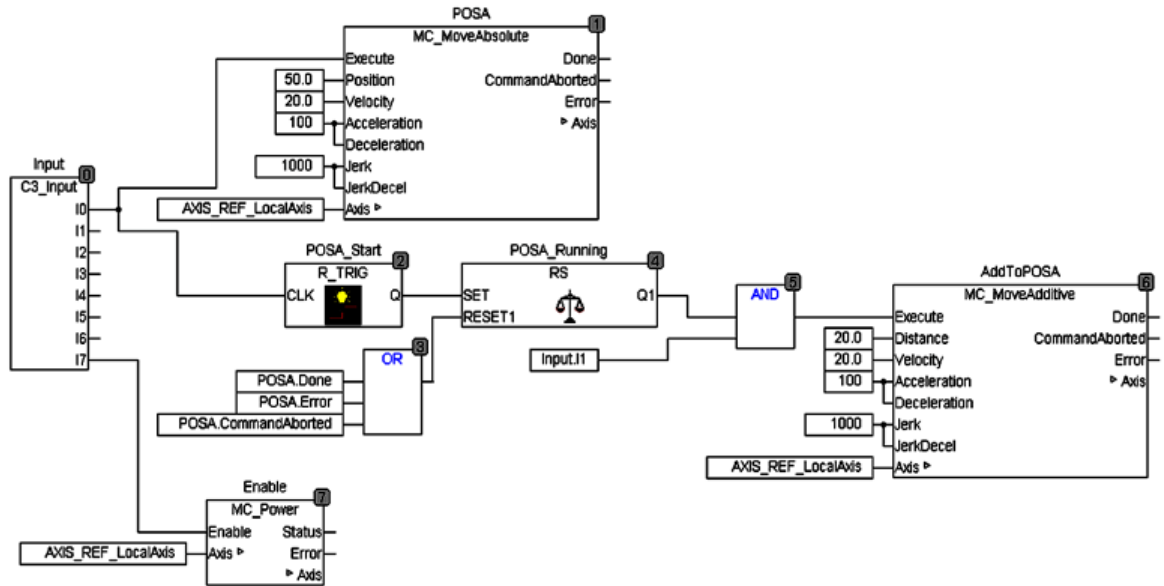 POSA
1
MC_MoveAbsolute
Execute Done
50.0 Position CommandAborted
20.0 Velocity Error
100 Acceleration Axis
Deceleration
1000 Jerk
JerkDecel
AXIS_REF_LocalAxis Axis
Input
0
C3_Input
I0
I1
I2
I3
I4
I5
I6
I7
POSA_Start
2
R_TRIG
CLK Q
POSA_Running
4
RS
SET Q1
RESET1
3
OR
POSA.Done
POSA.Error
POSA.CommandAborted
5
AND
Input.I1
AddToPOSA
6
MC_MoveAdditive
Execute Done
20.0 Distance CommandAborted
20.0 Velocity Error
100 Acceleration Axis
Deceleration
1000 Jerk
JerkDecel
AXIS_REF_LocalAxis Axis
Enable
7
MC_Power
Enable Status
AXIS_REF_LocalAxis Axis Error
Axis